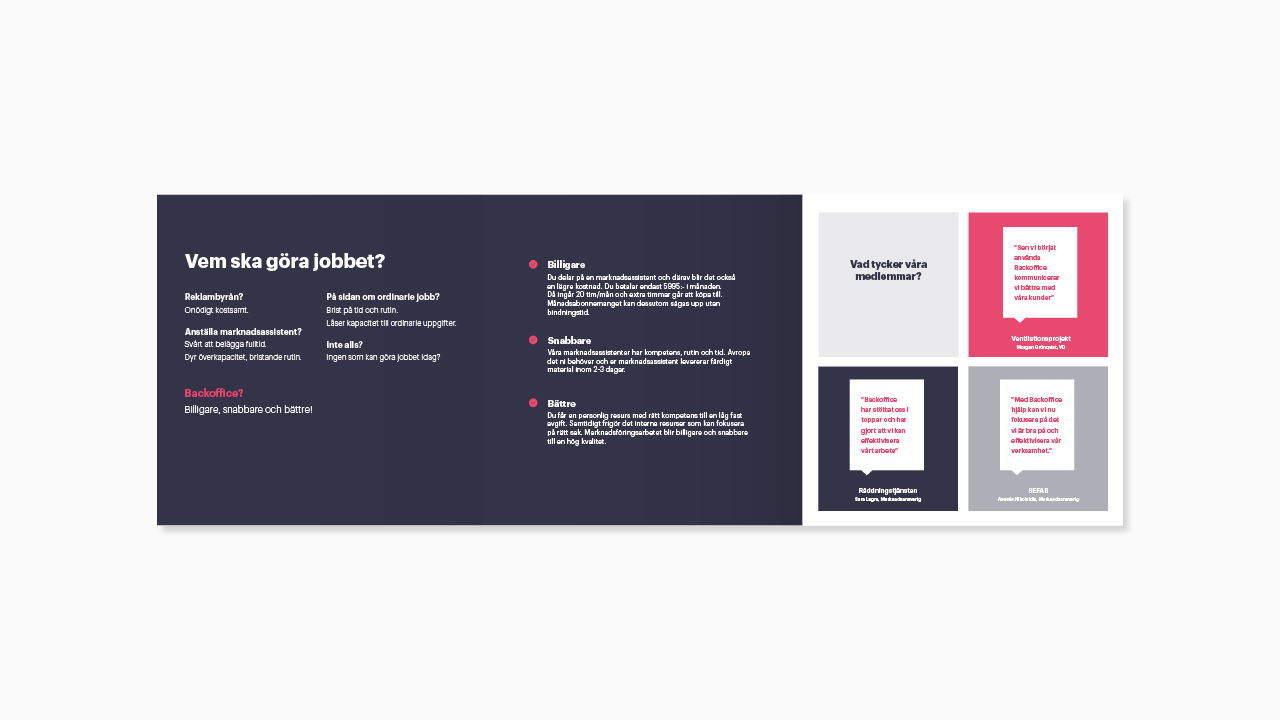 Vem ska göra jobbet?
Reklambyrån?
Onödigt kostsamt.
Anställa marknadsassistent?
Svårt att belägga fulltid.
Dyr överkapacitet, bristande rutin.
På sidan om ordinarie jobb?
Brist på tid och rutin.
Låser kapacitet till ordinarie uppgifter.
Inte alls?
Ingen som kan göra jobbet idag?
Backoffice?
Billigare, snabbare och bättre!
Billigare
Du delar på en marknadsassistent och därav blir det också
en lägre kostnad. Du betalar endast 5995:- i månaden.
Då ingår 20 tim/mån och extra timmar går att köpa till.
Månadsabonnemanget kan dessutom sägas upp utan
bindningstid.
Snabbare
Våra marknadsassistenter har kompetens, rutin och tid. Avropa
det ni behöver och er marknadsassistent levererar färdigt
material inom 2-3 dagar.
Bättre
Du får en personlig resurs med rätt kompetens till en låg fast
avgift. Samtidigt frigör det interna resurser som kan fokusera
på rätt sak. Marknadsföringsarbetet blir billigare och snabbare
till en hög kvalitet.
Vad tycker våra
medlemmar?
"Sen vi börjat
använda
Backoffice
kommunicerar
vi bättre med
våra kunder"
Ventilationsprojekt
Morgan Grönqvist, VD
"Backoffice
har stöttat oss i
toppar och har
gjort att vi kan
effektivisera
vårt arbete"
Räddningstjänsten
Sara Lagre, Marknadsansvarig
"Med Backoffice
hjälp kan vi nu
fokusera på det
vi är bra på och
effektivisera vår
verksamhet."
SEFAB
Marknadsansvarig